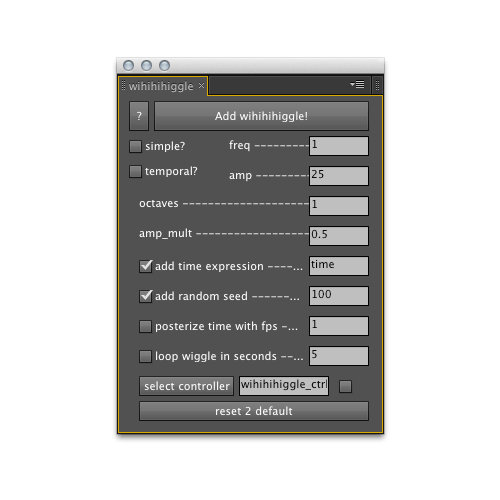 wihihihiggle
? Add wihihihiggle!
simple? freq --------- 1
temporal? amp --------- 25
octaves --------------------- 1
amp_mult ------------------- 0.5
add time expression ----... time
add random seed ------... 100
posterize time with fps -... 1
loop wiggle in seconds --... 5
select controller wihihihiggle_ctrl
reset 2 default